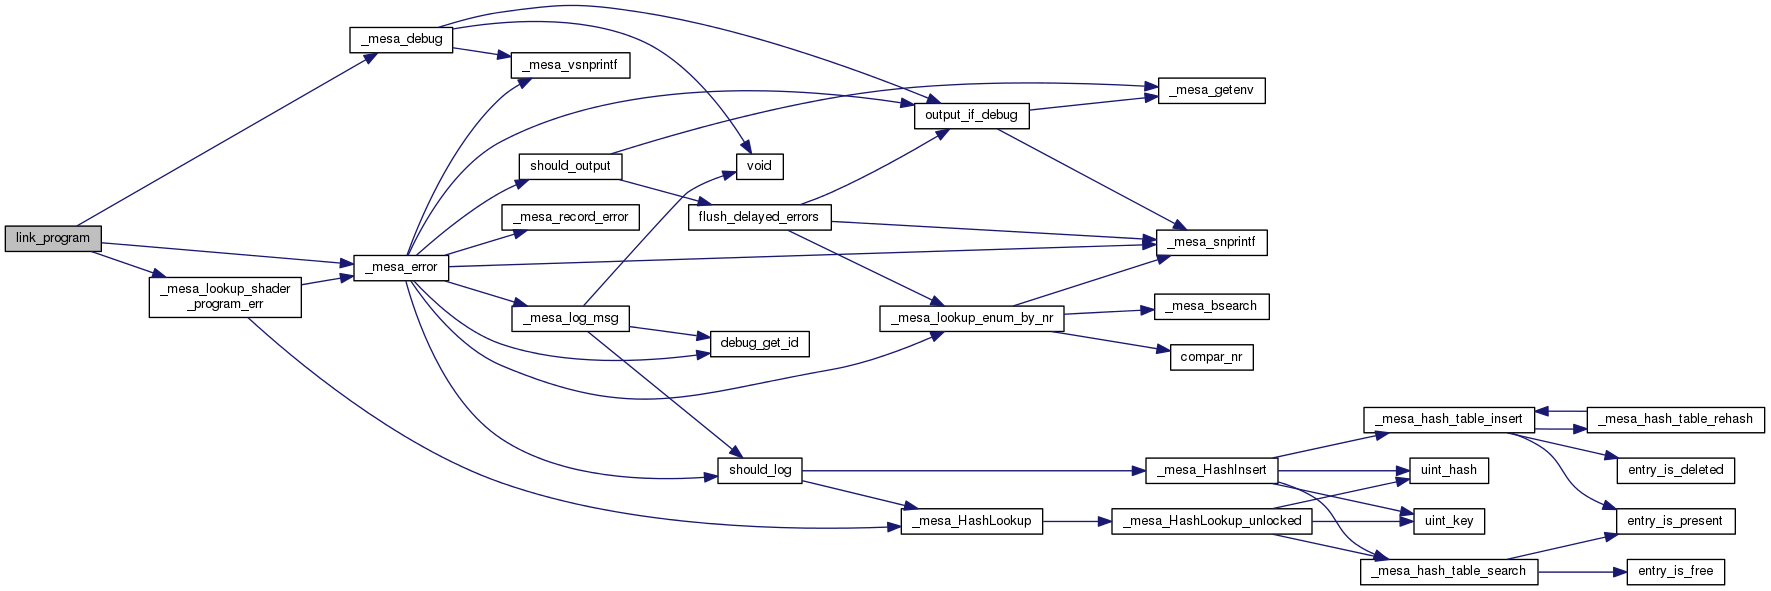 link_program
_mesa_debug
_mesa_error
_mesa_lookup_shader
_program_err
_mesa_vsnprintf
should_output
_mesa_record_error
_mesa_log_msg
void
flush_delayed_errors
debug_get_id
should_log
output_if_debug
_mesa_lookup_enum_by_nr
_mesa_HashLookup
_mesa_getenv
_mesa_snprintf
_mesa_bsearch
compar_nr
_mesa_HashInsert
_mesa_HashLookup_unlocked
_mesa_hash_table_insert
uint_hash
uint_key
_mesa_hash_table_search
_mesa_hash_table_rehash
entry_is_deleted
entry_is_present
entry_is_free